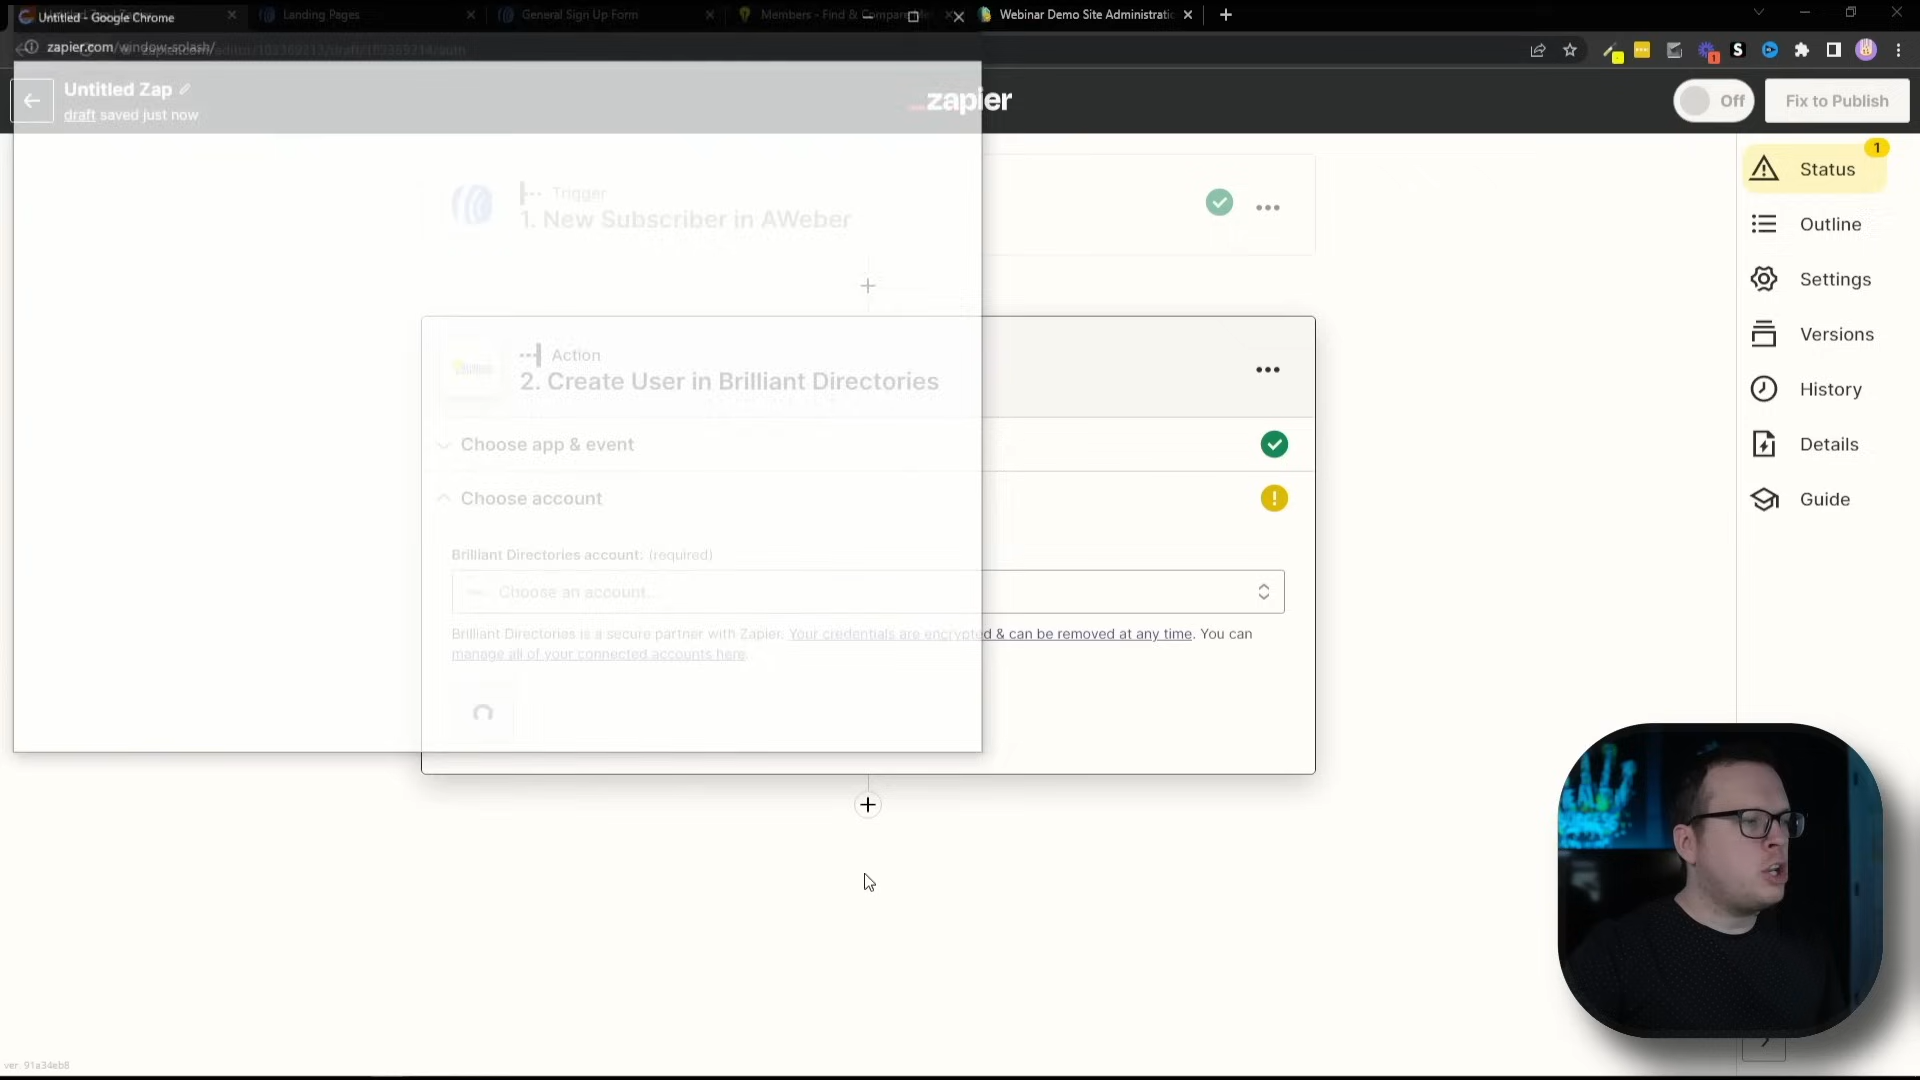 Untitled - Google Chrome
Landing Pages
General Sign Up Form
Members - Find & Compare
Webinar Demo Site Administrati
zapier.com/window-splash/
Untitled Zap
draft saved just now
zapier
Off
Fix to Publish
Trigger
1. New Subscriber in AWeber
Action
2. Create User in Brilliant Directories
Choose app & event
Choose account
Brilliant Directories account: (required)
Choose an account...
Brilliant Directories is a secure partner with Zapier. Your credentials are encrypted & can be removed at any time. You can
manage all of your connected accounts here.
1
Status
Outline
Settings
Versions
History
Details
Guide
ver. 91a34eb8